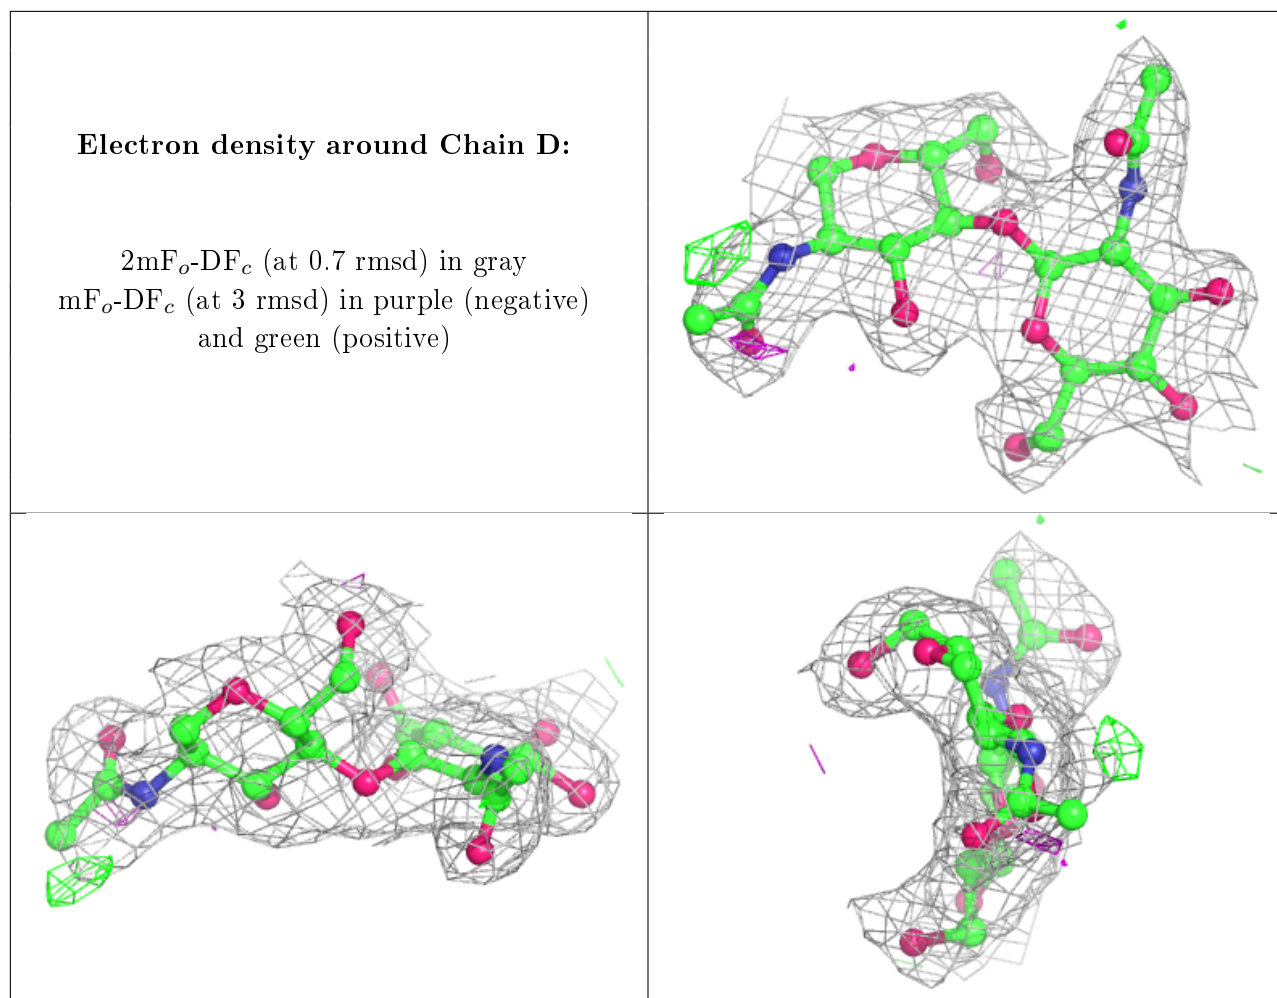 Electron density around Chain D:
2mFo-DFc (at 0.7 rmsd) in gray
mFo-DFc (at 3 rmsd) in purple (negative)
and green (positive)